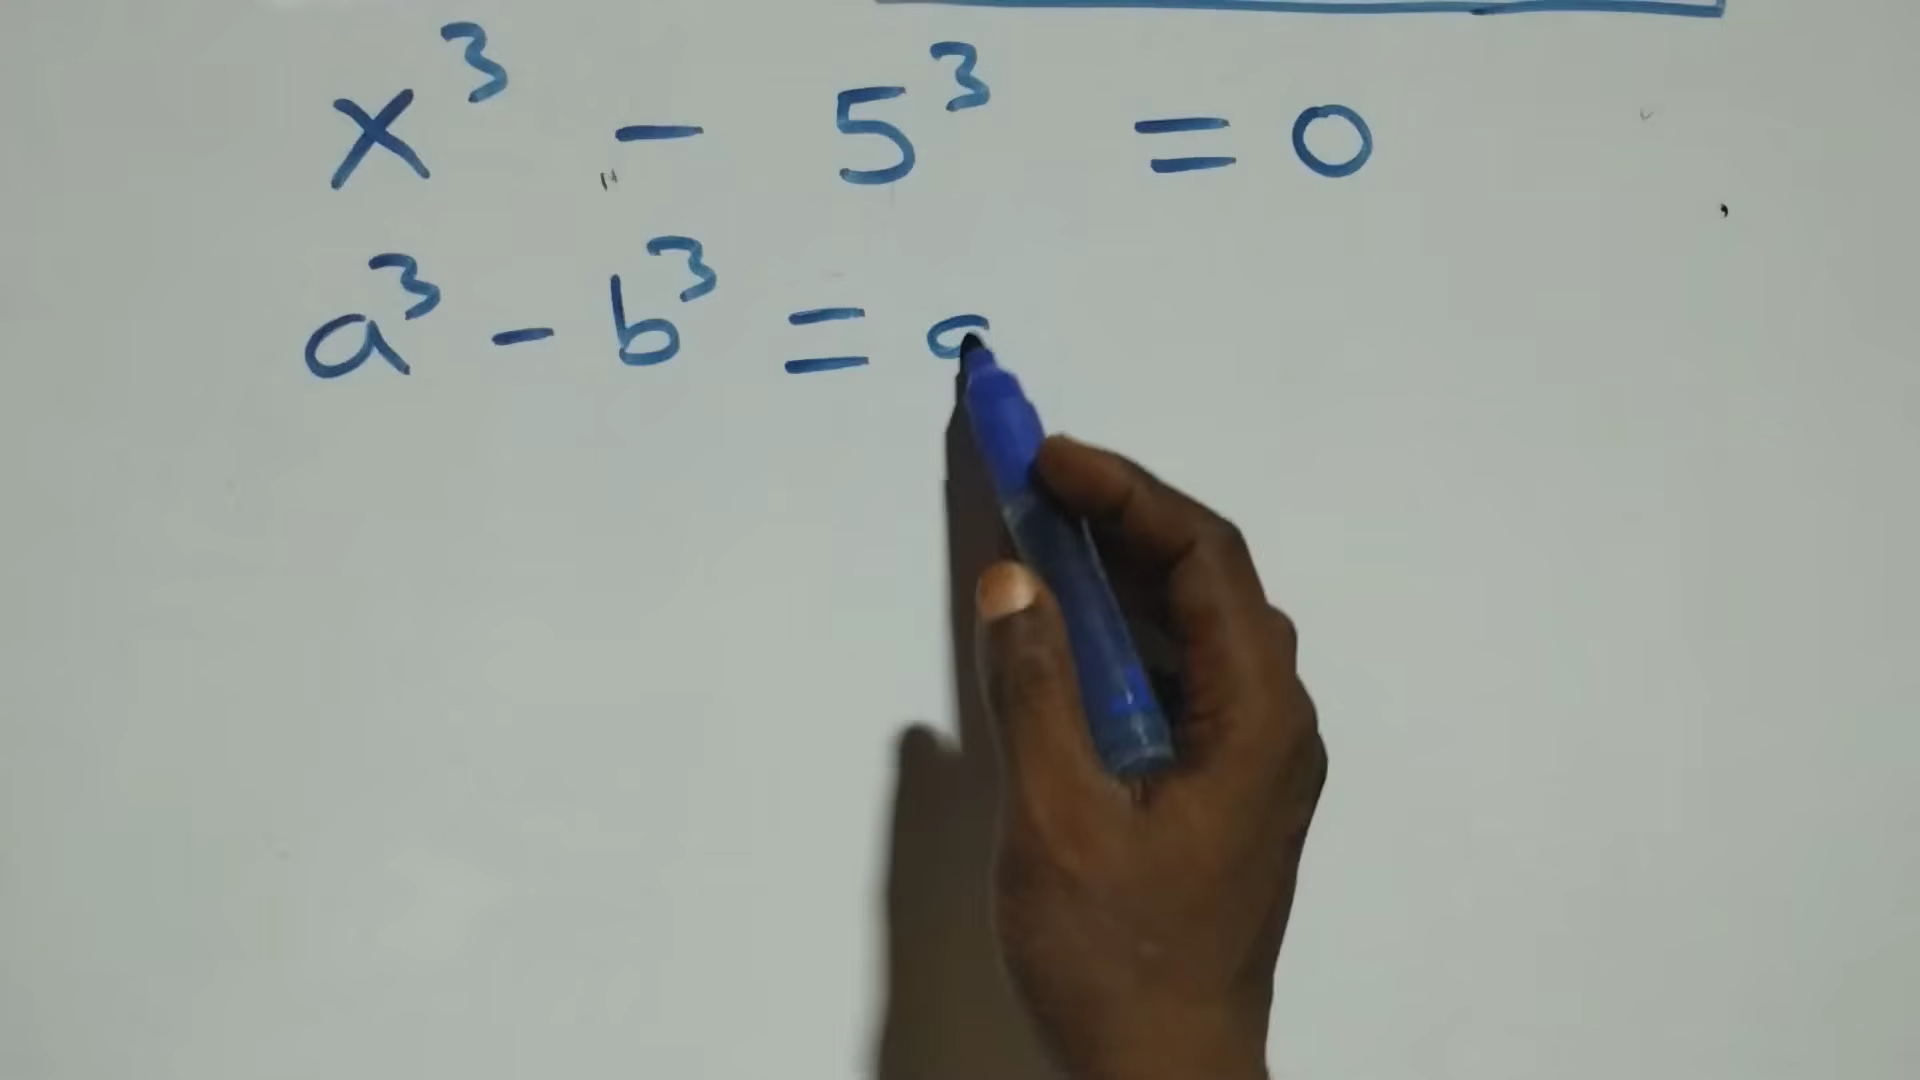 x³ - 5³ = 0
a³ - b³ = a